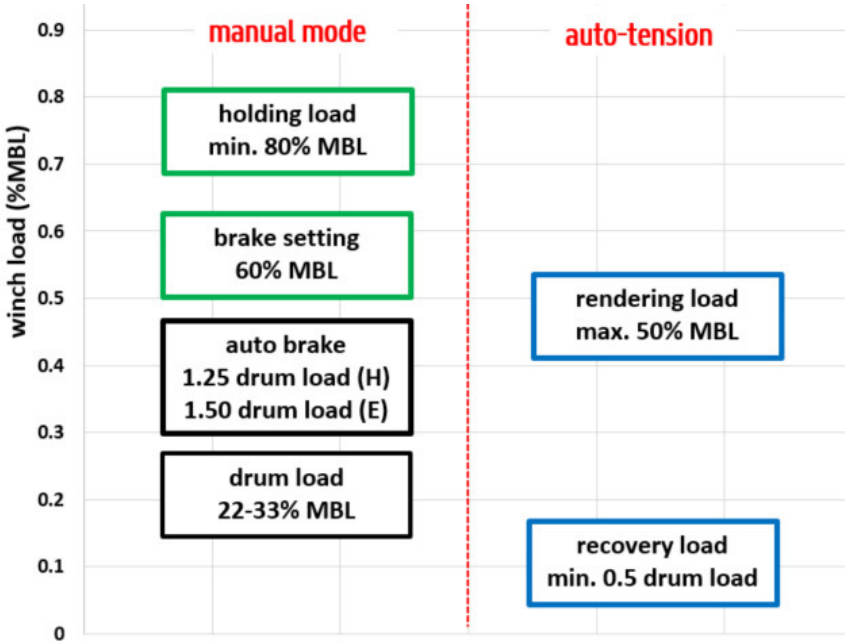 manual mode
auto-tension
winch load (%MBL)
0.9
0.8
0.7
0.6
0.5
0.4
0.3
0.2
0.1
0
holding load
min. 80% MBL
brake setting
60% MBL
auto brake
1.25 drum load (H)
1.50 drum load (E)
drum load
22-33% MBL
rendering load
max. 50% MBL
recovery load
min. 0.5 drum load